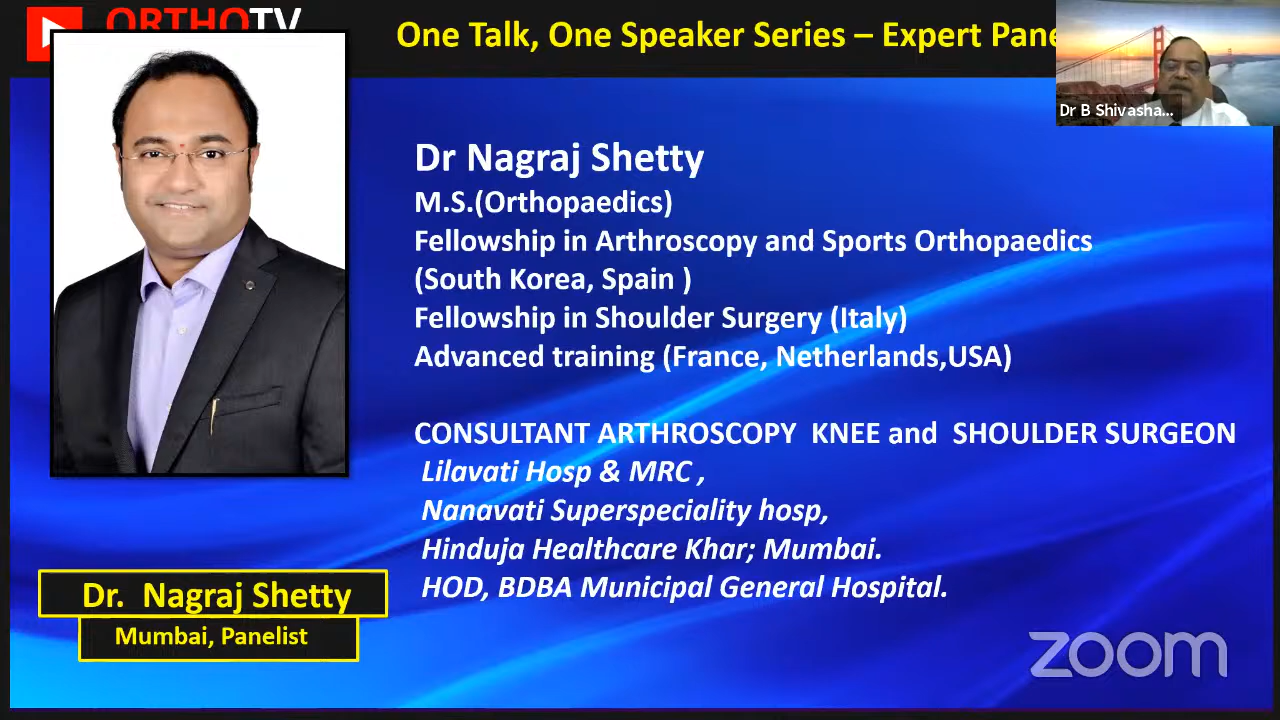 ORTHOTV
One Talk, One Speaker Series – Expert Pane
Dr B Shivasha...
Dr Nagraj Shetty
M.S.(Orthopaedics)
Fellowship in Arthroscopy and Sports Orthopaedics
(South Korea, Spain )
Fellowship in Shoulder Surgery (Italy)
Advanced training (France, Netherlands,USA)
CONSULTANT ARTHROSCOPY KNEE and SHOULDER SURGEON
Lilavati Hosp & MRC ,
Nanavati Superspeciality hosp,
Hinduja Healthcare Khar; Mumbai.
HOD, BDBA Municipal General Hospital.
Dr. Nagraj Shetty
Mumbai, Panelist
zoom